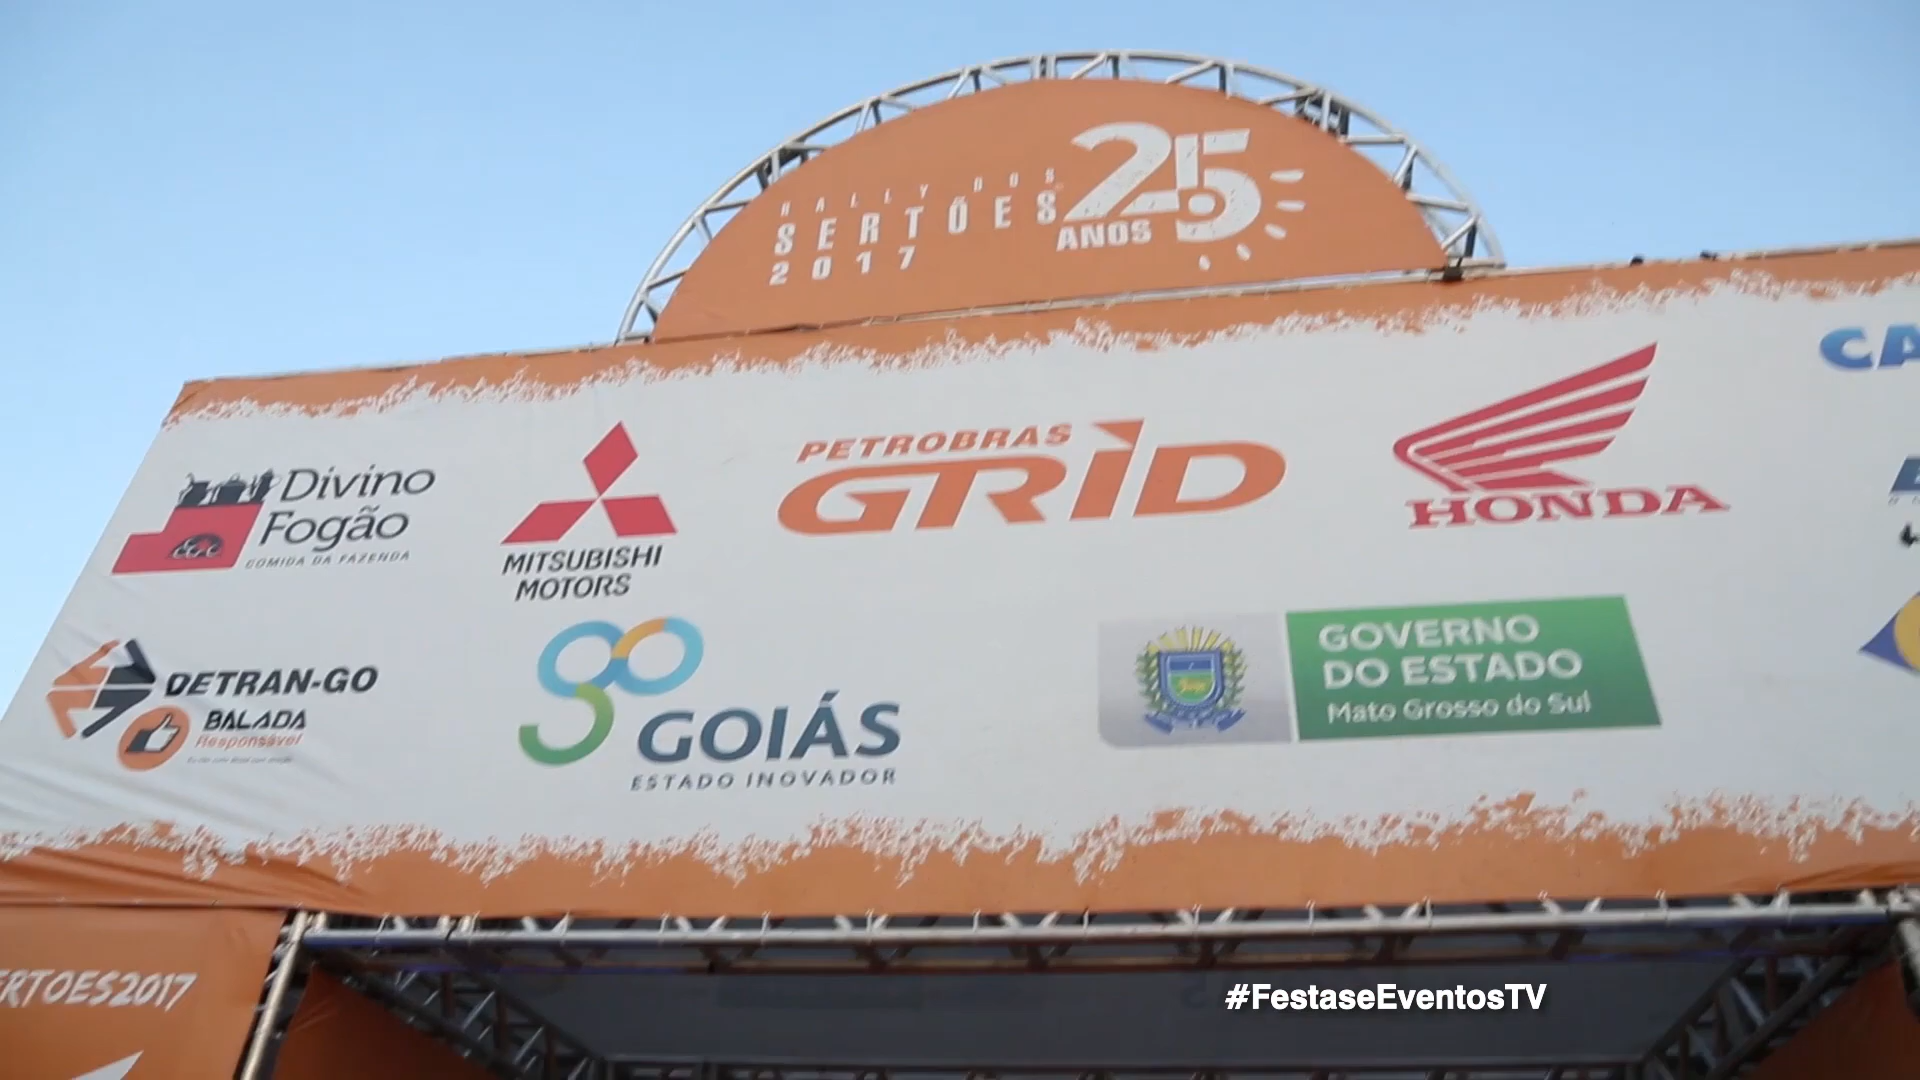 RALLY DOS
SERTÕES
2017
25
ANOS
Divino
Fogão
COMIDA DA FAZENDA
MITSUBISHI
MOTORS
PETROBRAS
GRID
HONDA
CA
DETRAN-GO
BALADA
Responsável
GOIÁS
ESTADO INOVADOR
GOVERNO
DO ESTADO
Mato Grosso do Sul
ERTOES2017
#FestaseEventosTV